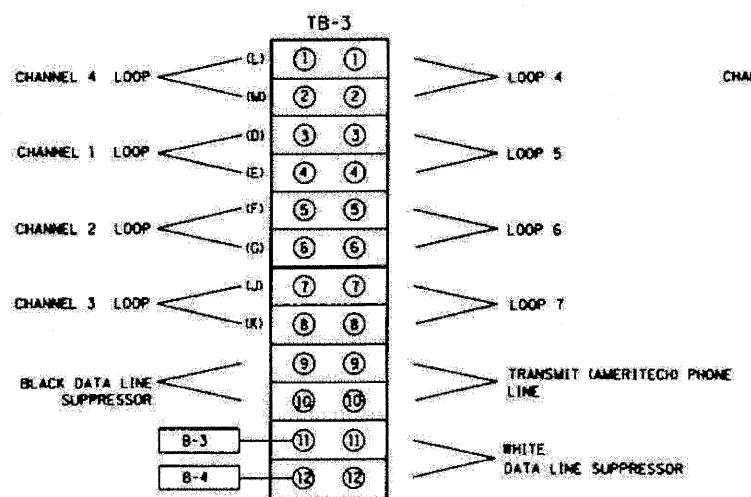 TB-3
CHANNEL 4 LOOP (L) 1 1 LOOP 4
(M) 2 2
CHANNEL 1 LOOP (D) 3 3 LOOP 5
(E) 4 4
CHANNEL 2 LOOP (F) 5 5 LOOP 6
(G) 6 6
CHANNEL 3 LOOP (J) 7 7 LOOP 7
(K) 8 8
BLACK DATA LINE
SUPPRESSOR
9 9
10 10
TRANSMIT (AMERITECH) PHONE
LINE
B-3 11 11
B-4 12 12
WHITE
DATA LINE SUPPRESSOR
CHA